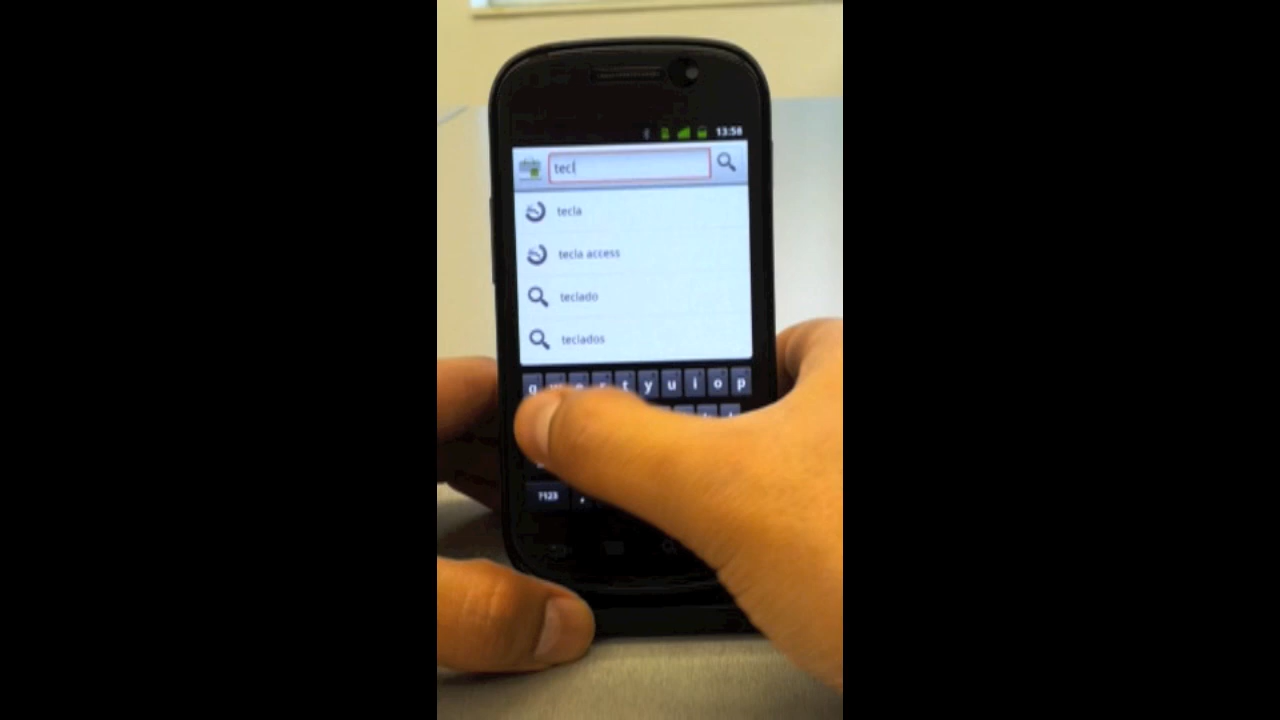 13:58
tecl
tecla
tecla access
teclado
teclados
q w e r t y u i o p
?123 ,